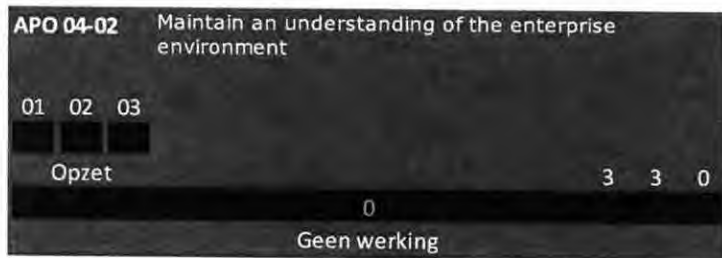 APO 04-02 Maintain an understanding of the enterprise
environment
01 02 03
Opzet
3 3 0
0
Geen werking